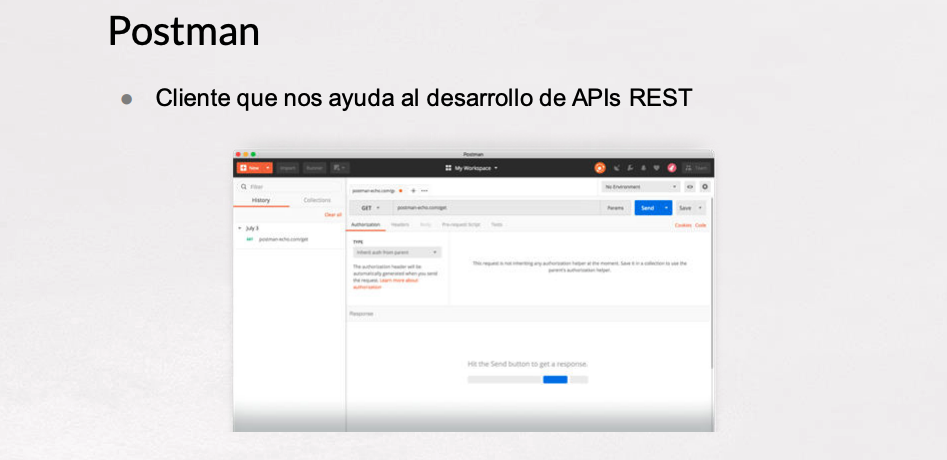 Postman
Cliente que nos ayuda al desarrollo de APIs REST
Postman
New
Import
Runner
My Workspace
Team
Filter
History
Collections
Clear all
July 3
GET postman-echo.com/get
postman-echo.com/g
No Environment
GET
postman-echo.com/get
Params
Send
Save
Authorization
Headers
Body
Pre-request Script
Tests
Cookies
Code
TYPE
Inherit auth from parent
The authorization header will be
automatically generated when you send
the request. Learn more about
authorization
This request is not inheriting any authorization helper at the moment. Save it in a collection to use the
parent's authorization helper.
Response
Hit the Send button to get a response.